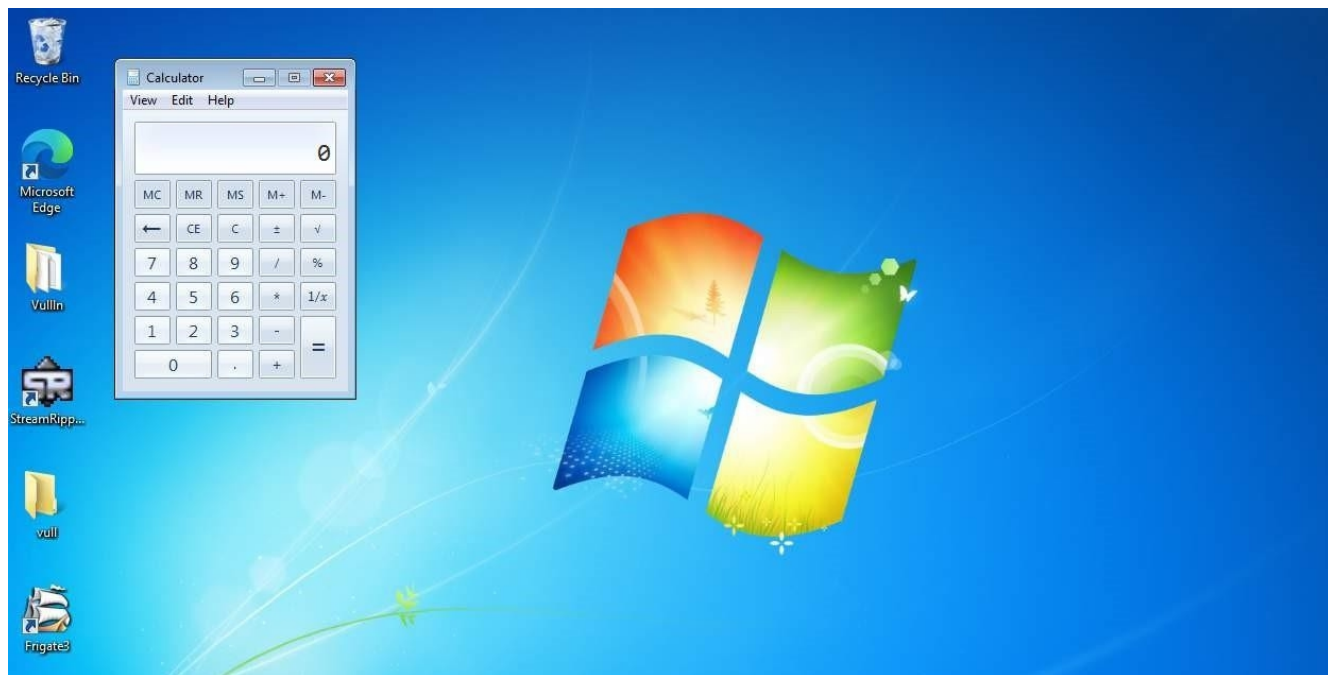 Recycle Bin
Microsoft
Edge
Vullln
StreamRipp...
vull
Frigate3
Calculator
View Edit Help
0
MC MR MS M+ M-
← CE C ± √
7 8 9 / %
4 5 6 * 1/x
1 2 3 -
=
0 . +